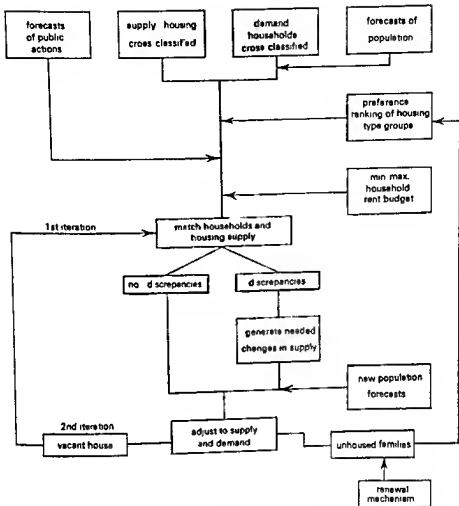 forecasts
of public
actions
supply housing
cross classified
demand
households
cross classified
forecasts of
population
preference
ranking of housing
type groups
min max.
household
rent budget
1st iteration
match households and
housing supply
no d screpancies
d screpancies
generate needed
changes in supply
new population
forecasts
2nd iteration
vacant house
adjust to supply
and demand
unhoused families
renewal
mechanism